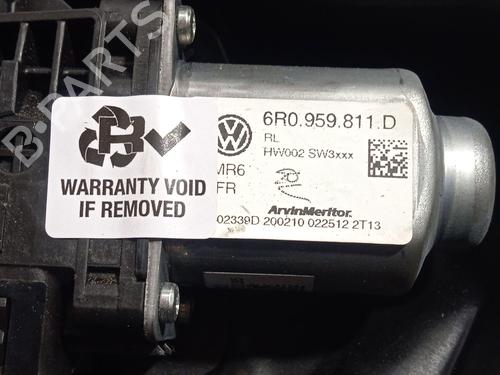 B-PARTS
6R0.959.811.D
RL
HW002 SW3xxx
MR6
FR
ArvinMeritor.
02339D 200210 022512 2T13
WARRANTY VOID
IF REMOVED